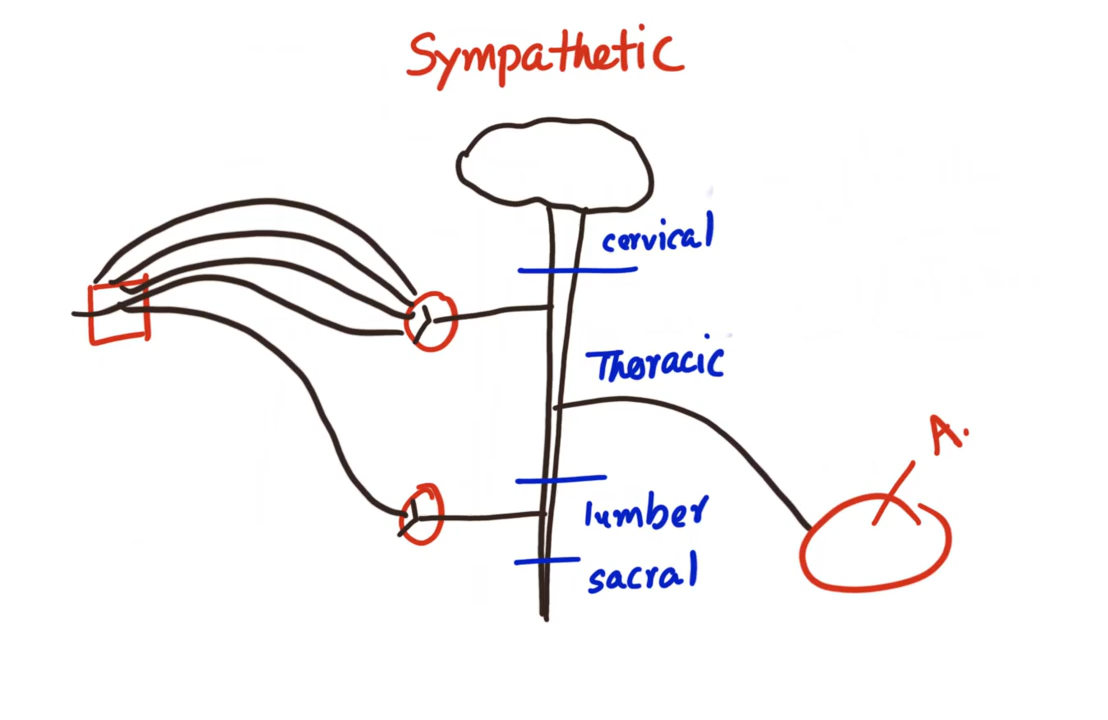 Sympathetic
cervical
Thoracic
A.
lumber
sacral